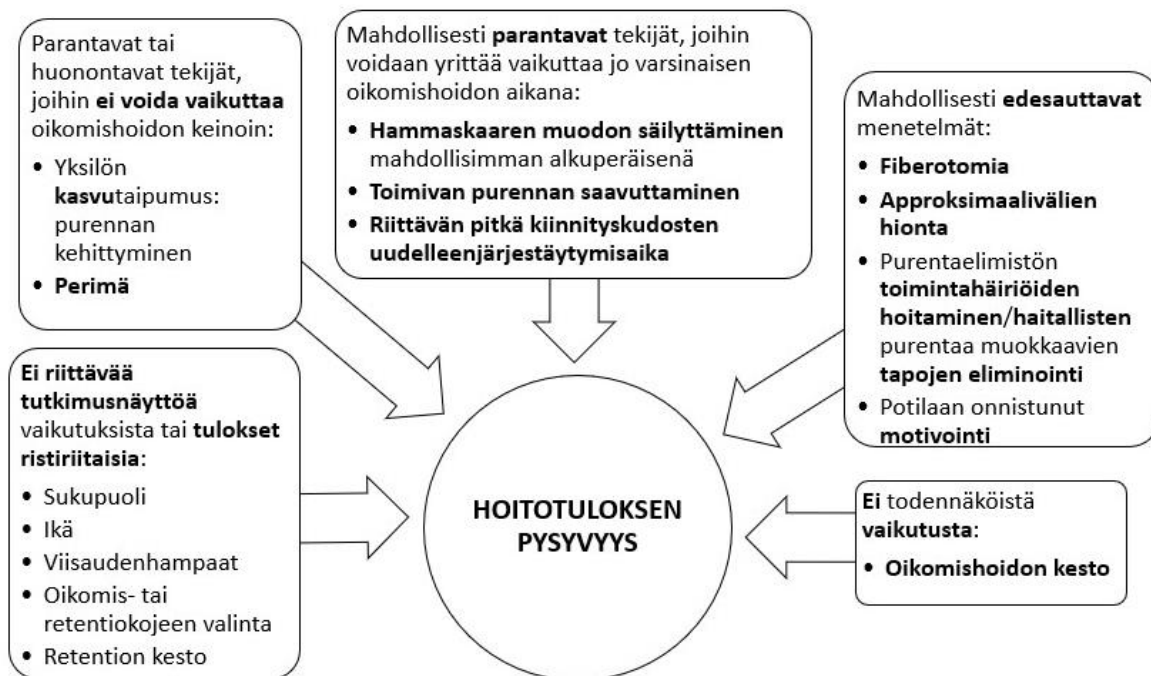 Parantavat tai
huonontavat tekijät,
joihin ei voida vaikuttaa
oikomishoidon keinoin:
• Yksilön
kasvutaipumus:
purennan
kehittyminen
• Perimä
Mahdollisesti parantavat tekijät, joihin
voidaan yrittää vaikuttaa jo varsinaisen
oikomishoidon aikana:
• Hammaskaaren muodon säilyttäminen
mahdollisimman alkuperäisenä
• Toimivan purennan saavuttaminen
• Riittävän pitkä kiinnityskudosten
uudelleenjärjestäytymisaika
Mahdollisesti edesauttavat
menetelmät:
• Fiberotomia
• Approksimaalivälien
hionta
• Purentaelimistön
toimintahäiriöiden
hoitaminen/haitallisten
purentaa muokkaavien
tapojen eliminointi
• Potilaan onnistunut
motivointi
Ei riittävää
tutkimusnäyttöä
vaikutuksista tai tulokset
ristiriitaisia:
• Sukupuoli
• Ikä
• Viisaudenhampaat
• Oikomis- tai
retentiokojeen valinta
• Retention kesto
HOITOTULOKSEN
PYSYVYYS
Ei todennäköistä
vaikutusta:
• Oikomishoidon kesto